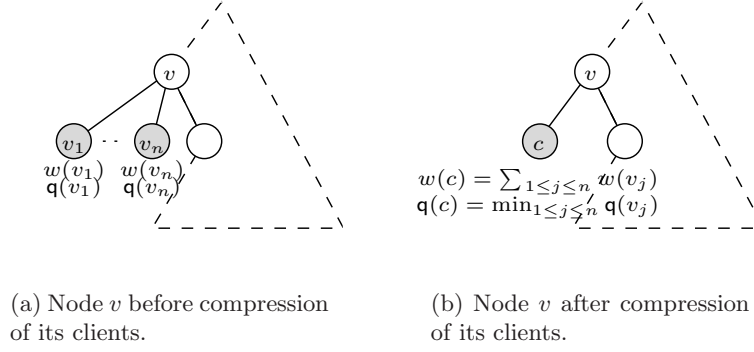 v
v
v₁ · · vₙ
c
w(v₁) w(vₙ)
q(v₁) q(vₙ)
w(c) = ∑ 1≤j≤n w(vⱼ)
q(c) = min1≤j≤n q(vⱼ)
(a) Node v before compression
of its clients.
(b) Node v after compression
of its clients.